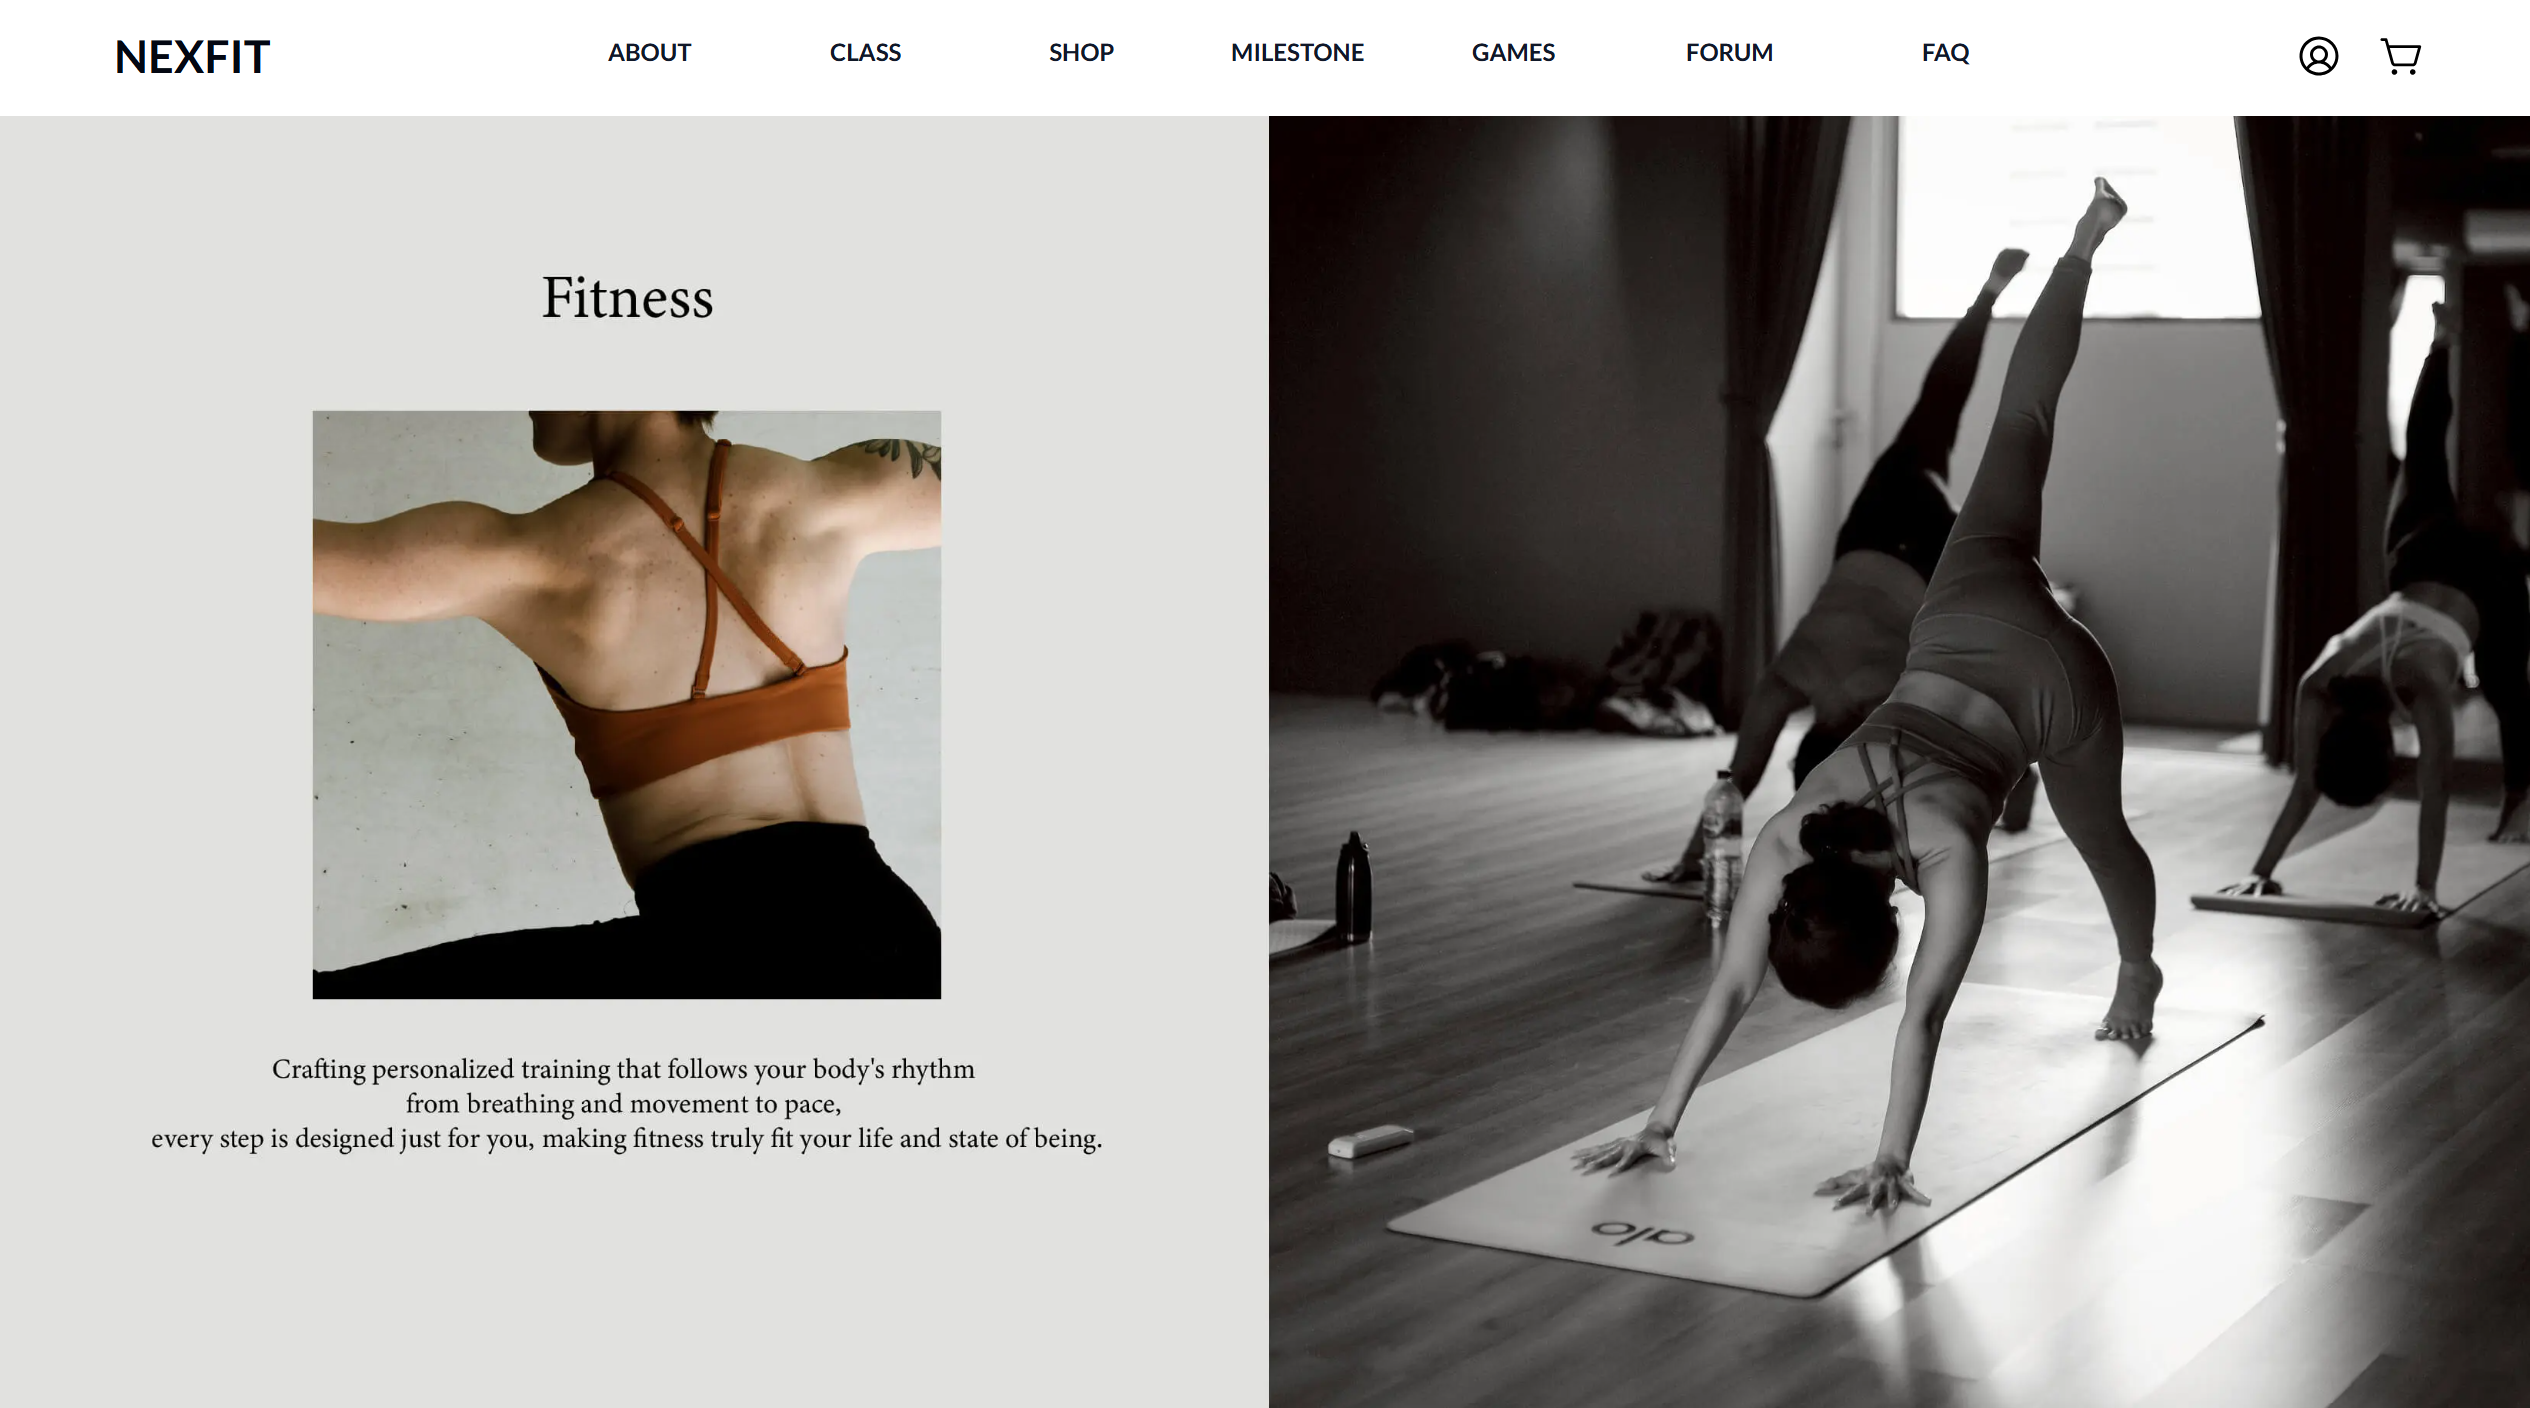 NEXFIT
ABOUT
CLASS
SHOP
MILESTONE
GAMES
FORUM
FAQ
Fitness
Crafting personalized training that follows your body's rhythm
from breathing and movement to pace,
every step is designed just for you, making fitness truly fit your life and state of being.
alo